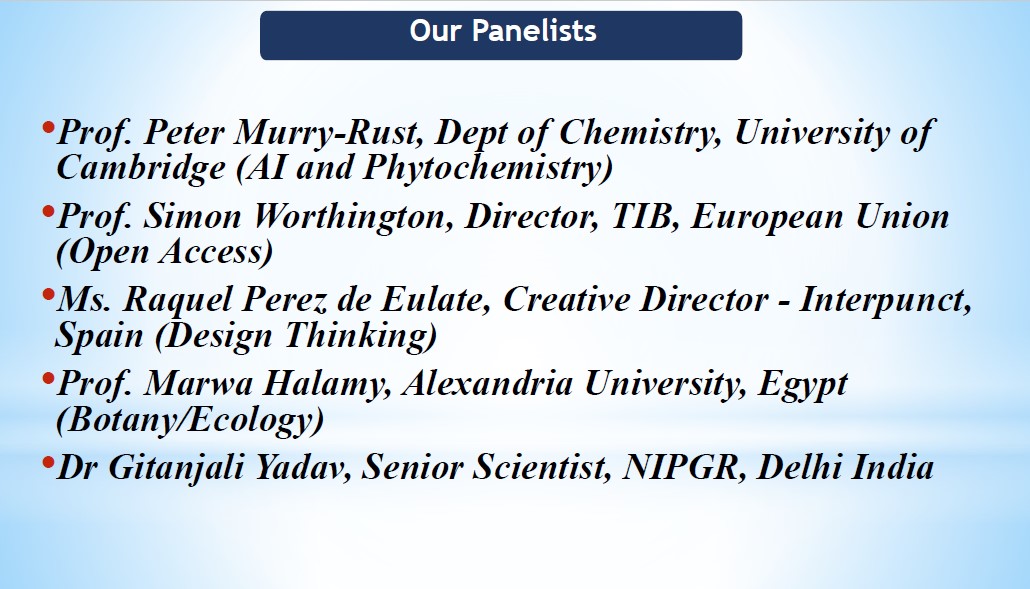 Our Panelists
•Prof. Peter Murry-Rust, Dept of Chemistry, University of
Cambridge (AI and Phytochemistry)
•Prof. Simon Worthington, Director, TIB, European Union
(Open Access)
•Ms. Raquel Perez de Eulate, Creative Director - Interpunct,
Spain (Design Thinking)
•Prof. Marwa Halamy, Alexandria University, Egypt
(Botany/Ecology)
•Dr Gitanjali Yadav, Senior Scientist, NIPGR, Delhi India